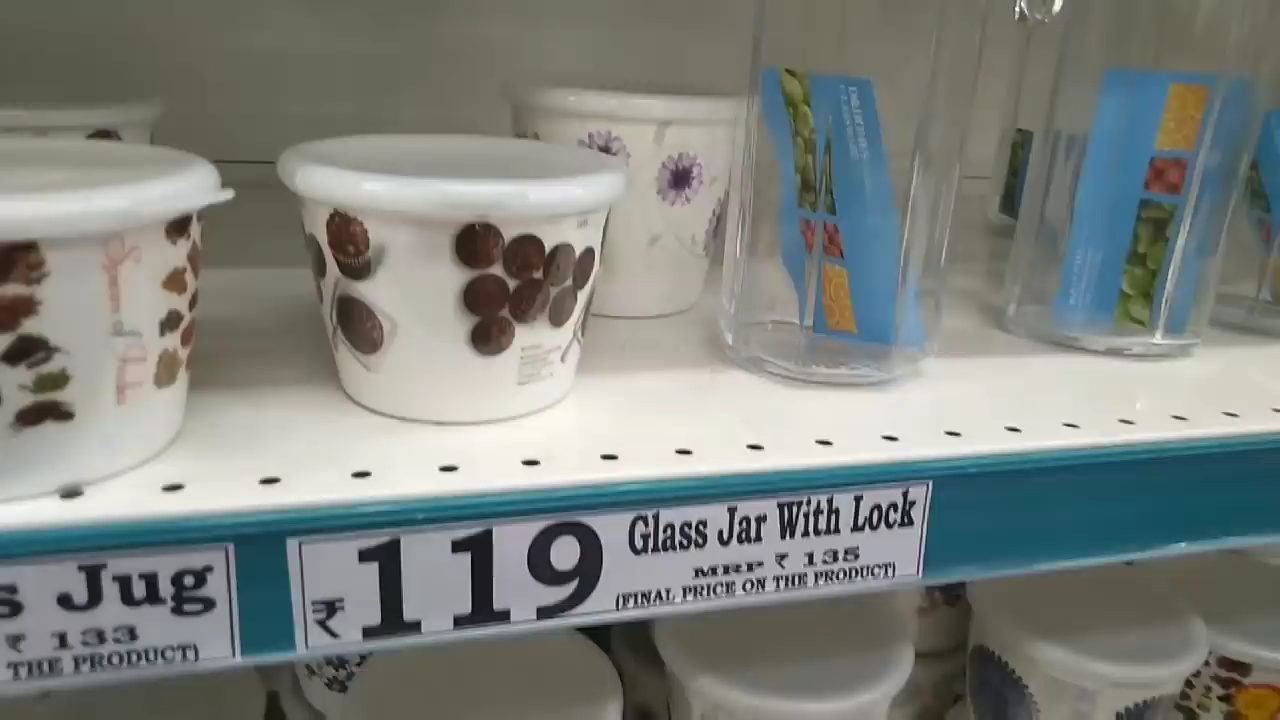 s Jug
₹ 133
THE PRODUCT)
₹119
Glass Jar With Lock
MRP ₹ 135
(FINAL PRICE ON THE PRODUCT)